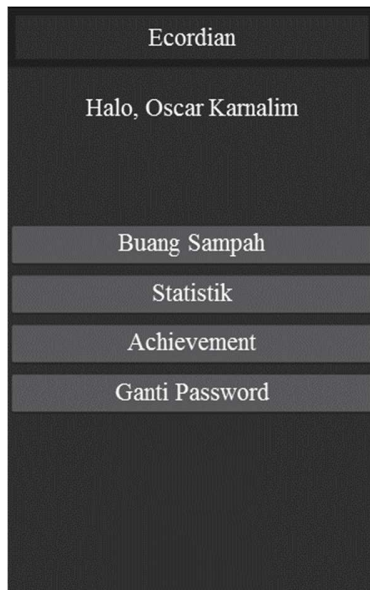 Ecordian
Halo, Oscar Karnalim
Buang Sampah
Statistik
Achievement
Ganti Password